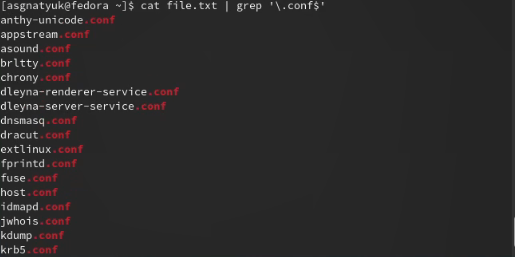 [asgnatyuk@fedora ~]$ cat file.txt | grep '\.conf$'
anthy-unicode.conf
appstream.conf
asound.conf
brltty.conf
chrony.conf
dleyna-renderer-service.conf
dleyna-server-service.conf
dnsmasq.conf
dracut.conf
extlinux.conf
fprintd.conf
fuse.conf
host.conf
idmapd.conf
jwhois.conf
kdump.conf
krb5.conf